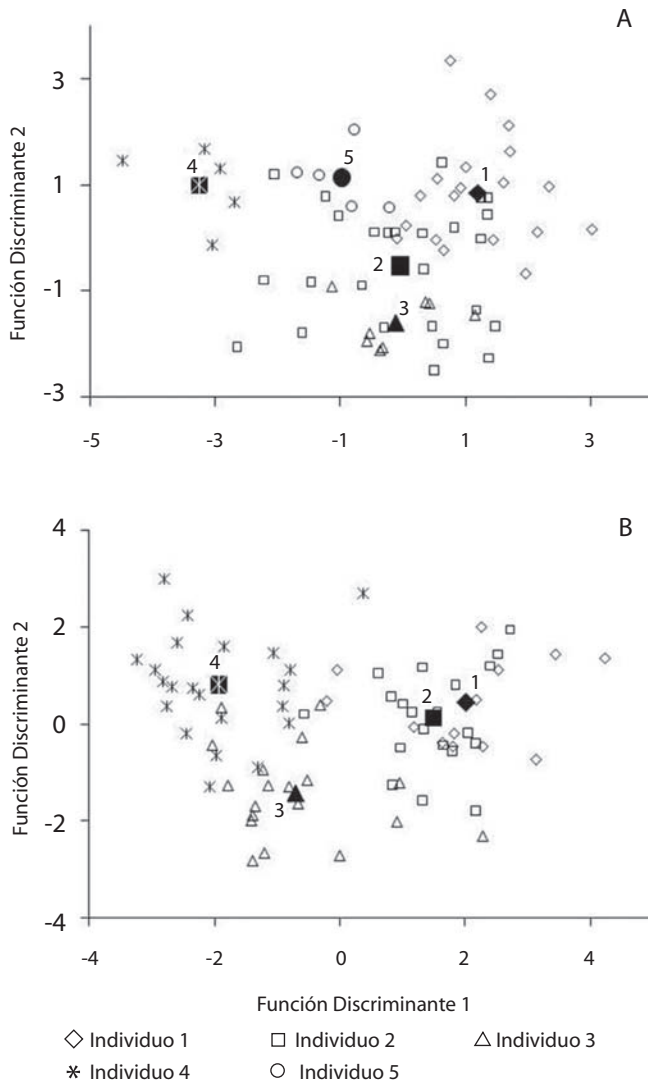 A
Función Discriminante 2
3
1
-1
-3
-5
-3
-1
1
3
4
5
1
2
3
B
Función Discriminante 2
4
2
0
-2
-4
-4
-2
0
2
4
4
1
2
3
Función Discriminante 1
Individuo 1
Individuo 2
Individuo 3
Individuo 4
Individuo 5